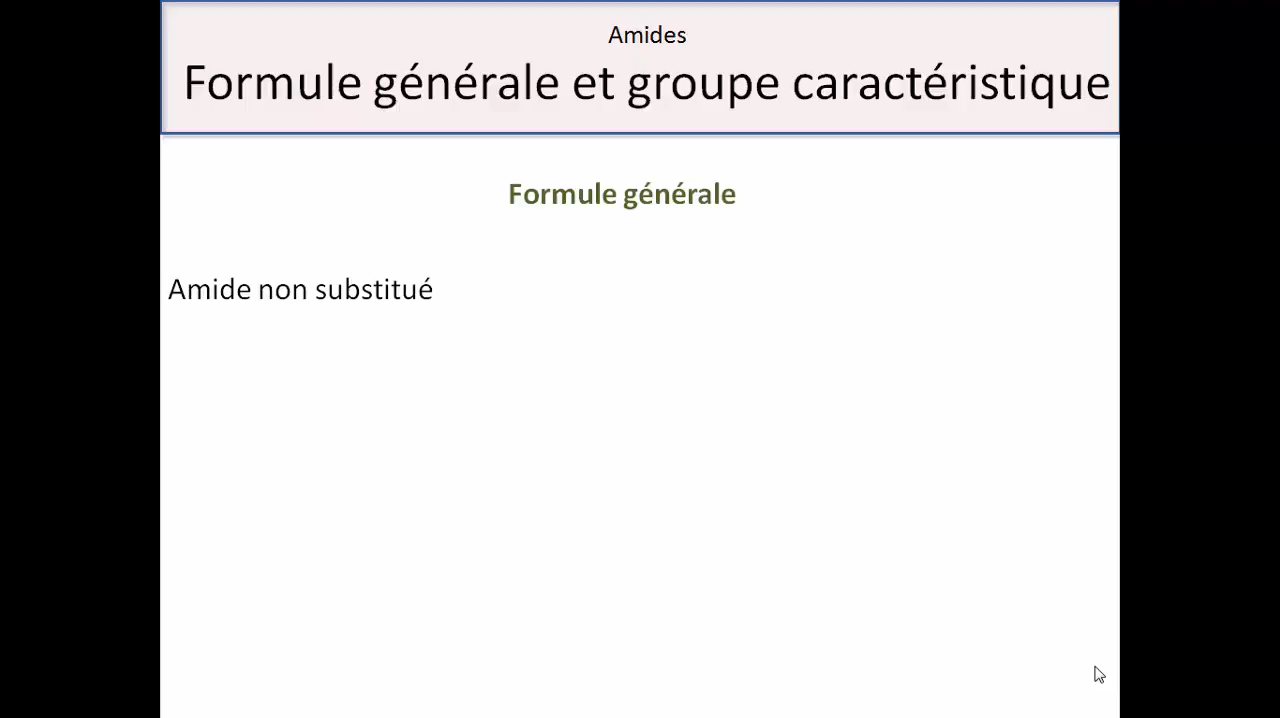 Amides
Formule générale et groupe caractéristique
Formule générale
Amide non substitué